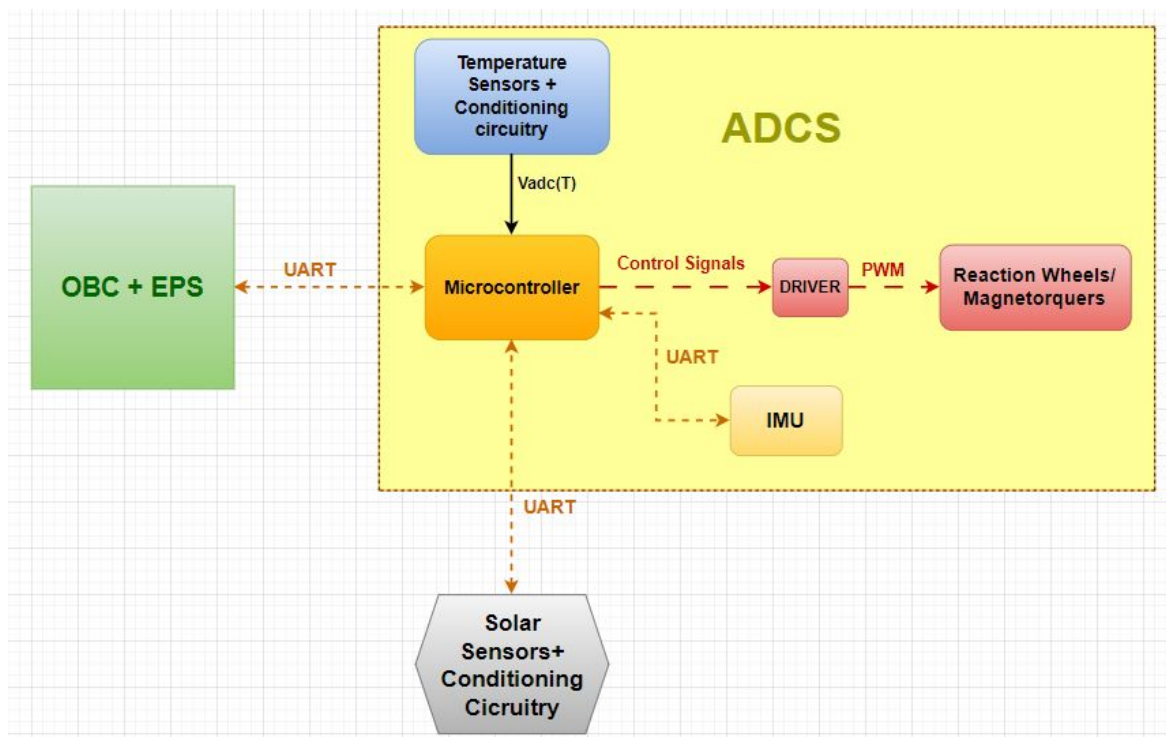 Temperature
Sensors +
Conditioning
circuitry
ADCS
Vadc(T)
OBC + EPS
UART
Microcontroller
Control Signals
DRIVER
PWM
Reaction Wheels/
Magnetorquers
UART
IMU
UART
Solar
Sensors+
Conditioning
Cicruitry